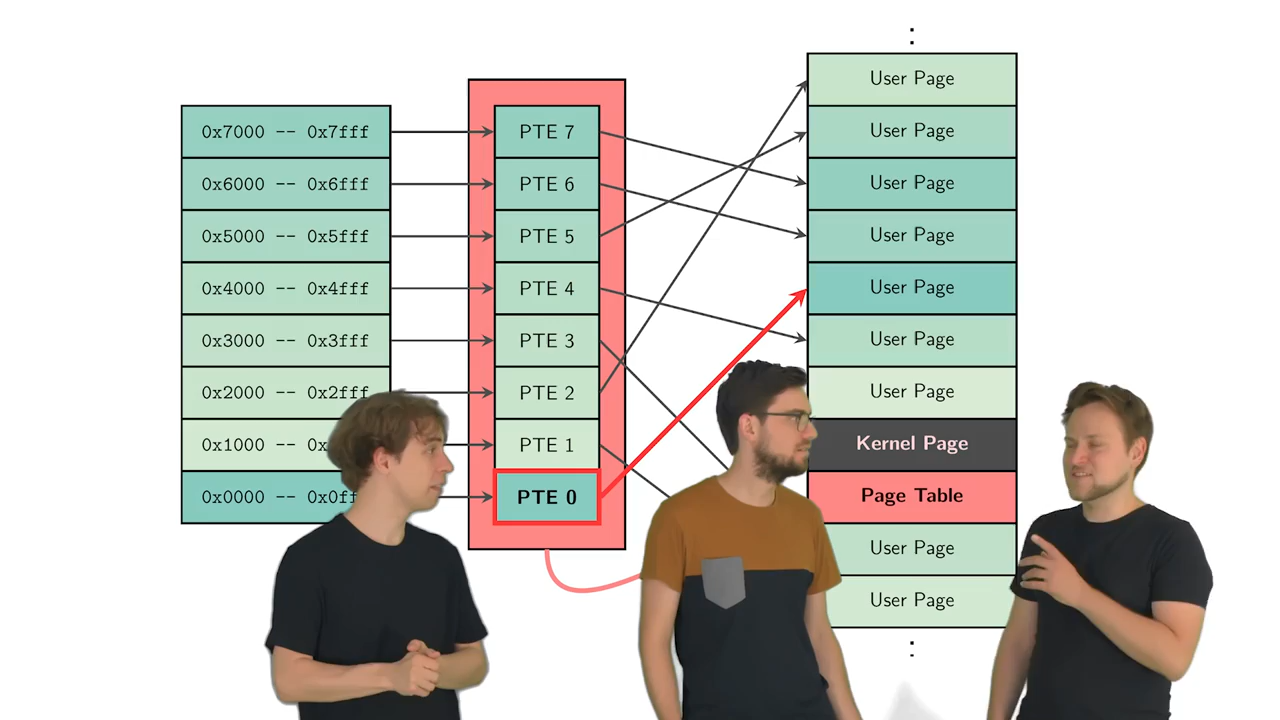 0x7000 -- 0x7fff
0x6000 -- 0x6fff
0x5000 -- 0x5fff
0x4000 -- 0x4fff
0x3000 -- 0x3fff
0x2000 -- 0x2fff
0x1000 --
0x0000 --
PTE 7
PTE 6
PTE 5
PTE 4
PTE 3
PTE 2
PTE 1
PTE 0
:
User Page
User Page
User Page
User Page
User Page
User Page
User Page
Kernel Page
Page Table
User Page
User Page
: